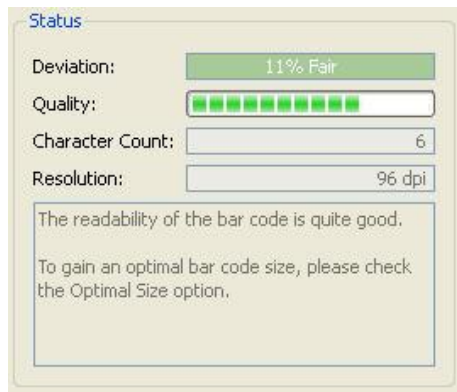 Status
Deviation: 11% Fair
Quality:
Character Count: 6
Resolution: 96 dpi
The readability of the bar code is quite good.
To gain an optimal bar code size, please check
the Optimal Size option.